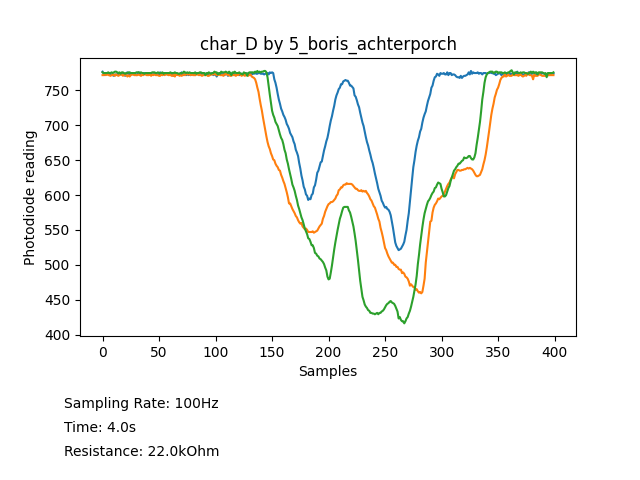 char_D by 5_boris_achterporch
Photodiode reading
750
700
650
600
550
500
450
400
0 50 100 150 200 250 300 350 400
Samples
Sampling Rate: 100Hz
Time: 4.0s
Resistance: 22.0kOhm